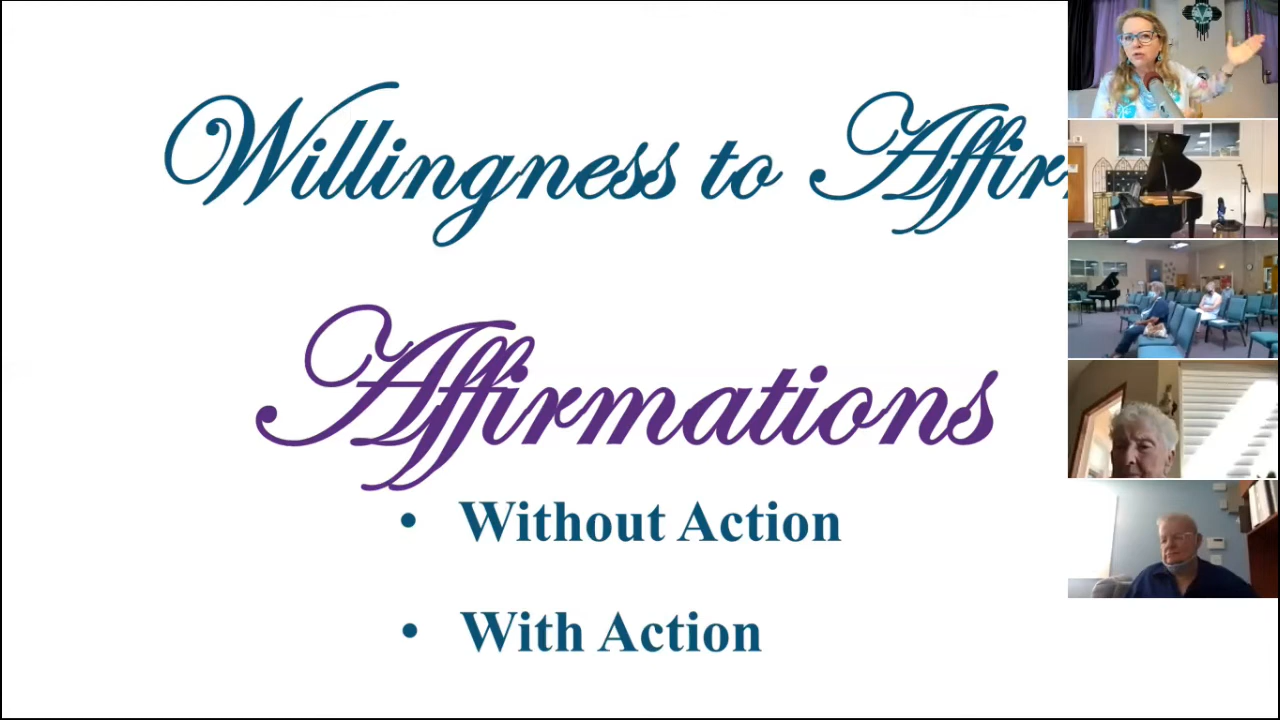 Willingness to Affir
Affirmations
• Without Action
• With Action